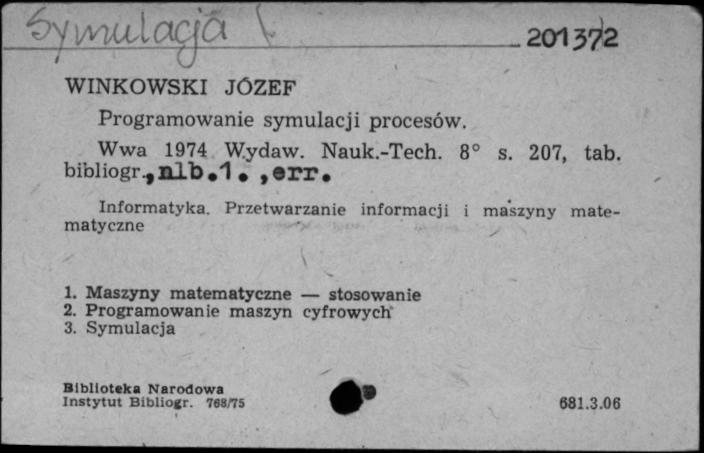 Symulacja
201372
WINKOWSKI JÓZEF
Programowanie symulacji procesów.
Wwa 1974 Wydaw. Nauk.-Tech. 8° s. 207, tab.
bibliogr.,nlb.1. ,err.
Informatyka. Przetwarzanie informacji i maszyny mate-
matyczne
1. Maszyny matematyczne — stosowanie
2. Programowanie maszyn cyfrowych
3. Symulacja
Biblioteka Narodowa
Instytut Bibliogr. 768/75
681.3.06